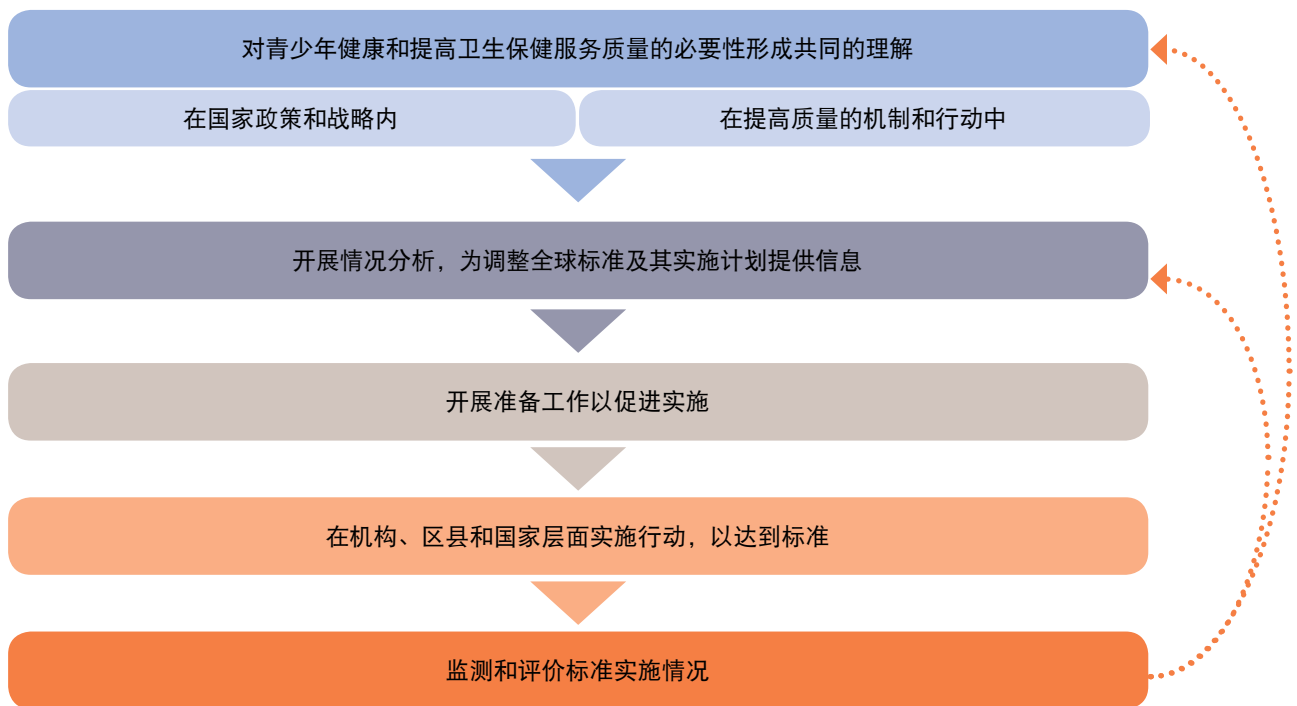 对青少年健康和提高卫生保健服务质量的必要性形成共同的理解
在国家政策和战略内
在提高质量的机制和行动中
开展情况分析，为调整全球标准及其实施计划提供信息
开展准备工作以促进实施
在机构、区县和国家层面实施行动，以达到标准
监测和评价标准实施情况